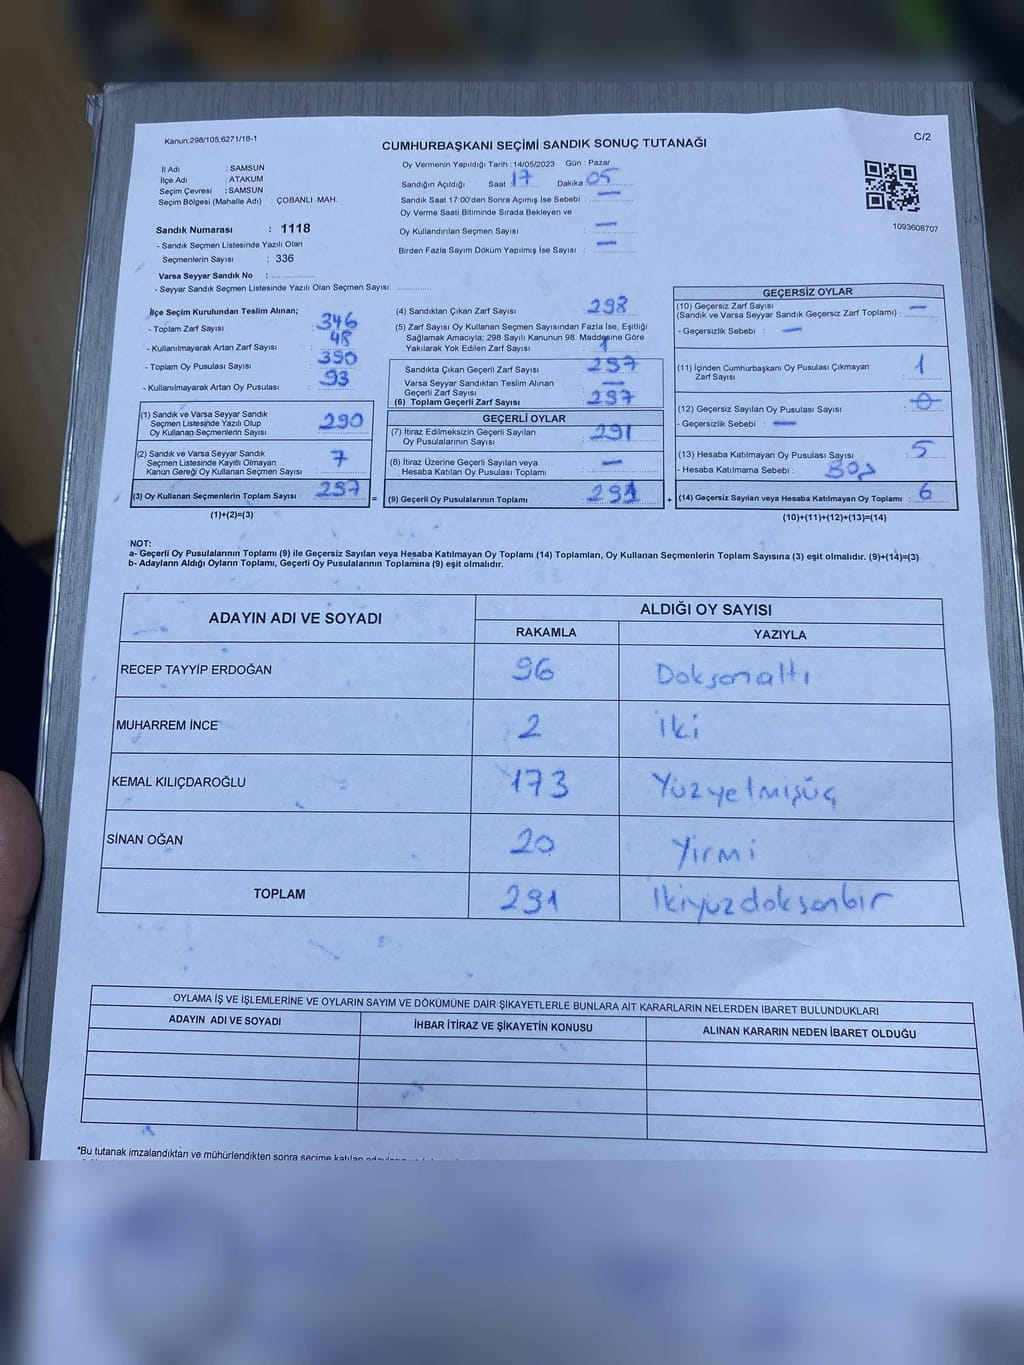 Kanun;298/105;6271/18-1
CUMHURBAŞKANI SEÇİMİ SANDIK SONUÇ TUTANAĞI
C/2
İl Adı : SAMSUN
İlçe Adı : ATAKUM
Seçim Çevresi : SAMSUN
Seçim Bölgesi (Mahalle Adı) : ÇOBANLI MAH.
Sandık Numarası : 1118
- Sandık Seçmen Listesinde Yazılı Olan
Seçmenlerin Sayısı : 336
Varsa Seyyar Sandık No :
- Seyyar Sandık Seçmen Listesinde Yazılı Olan Seçmen Sayısı:
Oy Vermenin Yapıldığı Tarih : 14/05/2023 Gün : Pazar
Sandığın Açıldığı Saat 17 Dakika 05
Sandık Saat 17:00'den Sonra Açımış İse Sebebi : —
Oy Verme Saati Bitiminde Sırada Bekleyen ve
Oy Kullandırılan Seçmen Sayısı : —
Birden Fazla Sayım Döküm Yapılmış İse Sayısı : —
1093608707
İlçe Seçim Kurulundan Teslim Alınan;
- Toplam Zarf Sayısı : 346
- Kullanılmayarak Artan Zarf Sayısı : 48
- Toplam Oy Pusulası Sayısı : 390
- Kullanılmayarak Artan Oy Pusulası : 93
(1) Sandık ve Varsa Seyyar Sandık
Seçmen Listesinde Yazılı Olup
Oy Kullanan Seçmenlerin Sayısı : 290
(2) Sandık ve Varsa Seyyar Sandık
Seçmen Listesinde Kayıtlı Olmayan
Kanun Gereği Oy Kullanan Seçmen Sayısı : 7
(3) Oy Kullanan Seçmenlerin Toplam Sayısı : 297 =
(1)+(2)=(3)
(4) Sandıktan Çıkan Zarf Sayısı : 298
(5) Zarf Sayısı Oy Kullanan Seçmen Sayısından Fazla İse, Eşitliği
Sağlamak Amacıyla; 298 Sayılı Kanunun 98. Maddesine Göre
Yakılarak Yok Edilen Zarf Sayısı : 1
Sandıkta Çıkan Geçerli Zarf Sayısı : 297
Varsa Seyyar Sandıktan Teslim Alınan
Geçerli Zarf Sayısı : —
(6) Toplam Geçerli Zarf Sayısı : 297
GEÇERLİ OYLAR
(7) İtiraz Edilmeksizin Geçerli Sayılan
Oy Pusulalarının Sayısı : 291
(8) İtiraz Üzerine Geçerli Sayılan veya
Hesaba Katılan Oy Pusulası Toplamı : —
(9) Geçerli Oy Pusulalarının Toplamı : 291 +
GEÇERSİZ OYLAR
(10) Geçersiz Zarf Sayısı
(Sandık ve Varsa Seyyar Sandık Geçersiz Zarf Toplamı) : —
- Geçersizlik Sebebi : —
(11) İçinden Cumhurbaşkanı Oy Pusulası Çıkmayan
Zarf Sayısı : 1
(12) Geçersiz Sayılan Oy Pusulası Sayısı : 0
- Geçersizlik Sebebi : —
(13) Hesaba Katılmayan Oy Pusulası Sayısı : 5
- Hesaba Katılmama Sebebi : BOŞ
(14) Geçersiz Sayılan veya Hesaba Katılmayan Oy Toplamı : 6
(10)+(11)+(12)+(13)=(14)
NOT:
a- Geçerli Oy Pusulalarının Toplamı (9) ile Geçersiz Sayılan veya Hesaba Katılmayan Oy Toplamı (14) Toplamları, Oy Kullanan Seçmenlerin Toplam Sayısına (3) eşit olmalıdır. (9)+(14)=(3)
b- Adayların Aldığı Oyların Toplamı, Geçerli Oy Pusulalarının Toplamına (9) eşit olmalıdır.
ADAYIN ADI VE SOYADI ALDIĞI OY SAYISI
RAKAMLA YAZIYLA
RECEP TAYYİP ERDOĞAN 96 Doksanaltı
MUHARREM İNCE 2 iki
KEMAL KILIÇDAROĞLU 173 Yüzyetmişüç
SİNAN OĞAN 20 Yirmi
TOPLAM 291 İkiyüzdoksanbir
OYLAMA İŞ VE İŞLEMLERİNE VE OYLARIN SAYIM VE DÖKÜMÜNE DAİR ŞİKAYETLERLE BUNLARA AİT KARARLARIN NELERDEN İBARET BULUNDUKLARI
ADAYIN ADI VE SOYADI İHBAR İTİRAZ VE ŞİKAYETİN KONUSU ALINAN KARARIN NEDEN İBARET OLDUĞU
*Bu tutanak imzalandıktan ve mühürlendikten sonra seçime katılan